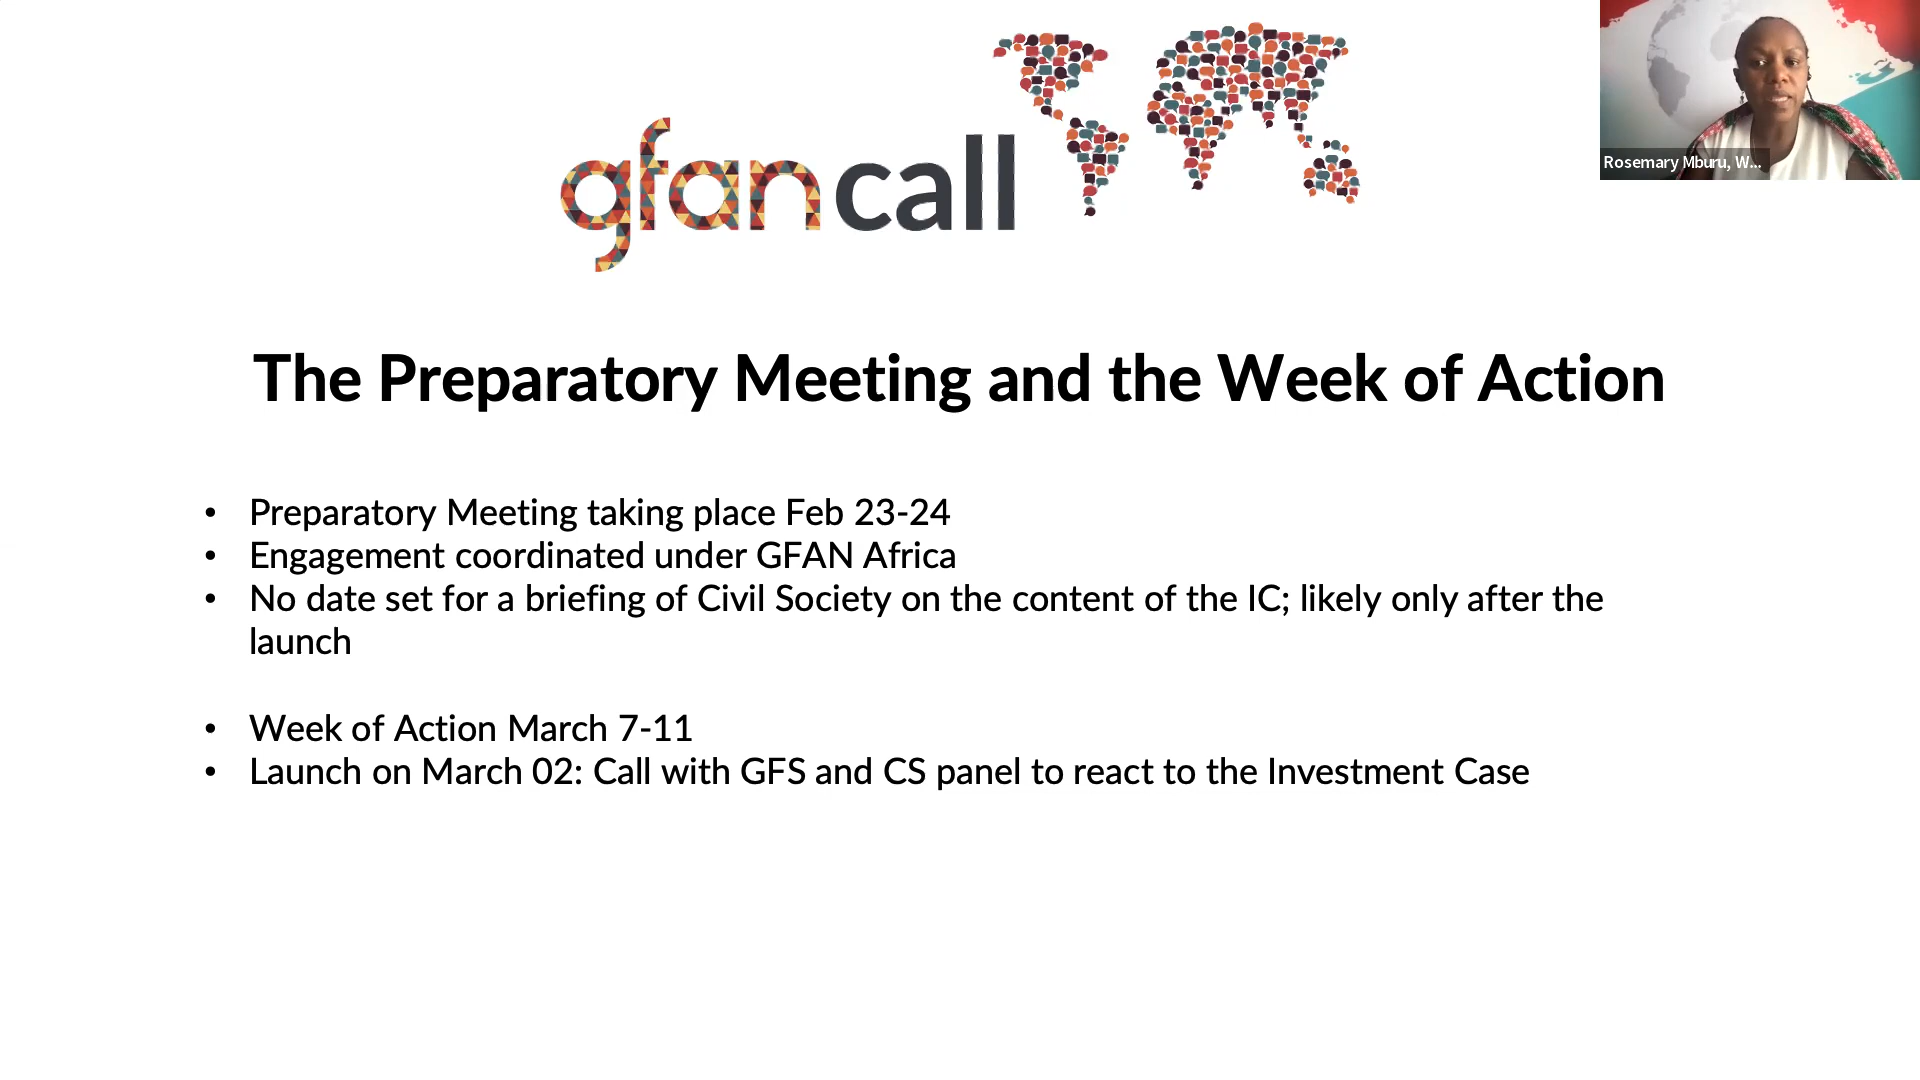 gfan call
Rosemary Mburu, W...
The Preparatory Meeting and the Week of Action
• Preparatory Meeting taking place Feb 23-24
• Engagement coordinated under GFAN Africa
• No date set for a briefing of Civil Society on the content of the IC; likely only after the
launch
• Week of Action March 7-11
• Launch on March 02: Call with GFS and CS panel to react to the Investment Case